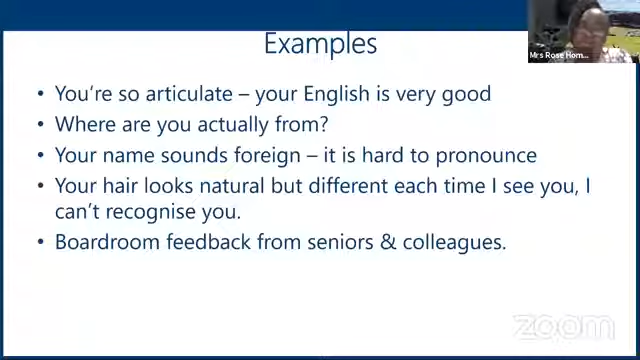 Examples
Mrs Rose Hom...
• You're so articulate – your English is very good
• Where are you actually from?
• Your name sounds foreign – it is hard to pronounce
• Your hair looks natural but different each time I see you, I
can't recognise you.
• Boardroom feedback from seniors & colleagues.
zoom